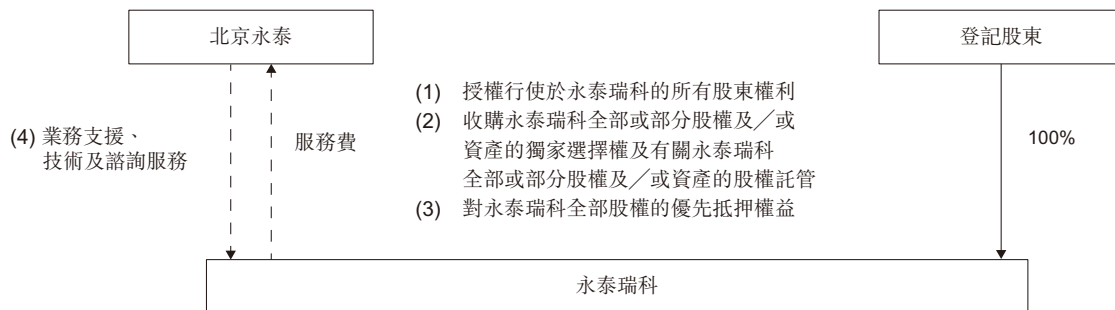 北京永泰
登記股東
(4) 業務支援、
技術及諮詢服務
服務費
(1) 授權行使於永泰瑞科的所有股東權利
(2) 收購永泰瑞科全部或部分股權及／或
資產的獨家選擇權及有關永泰瑞科
全部或部分股權及／或資產的股權託管
(3) 對永泰瑞科全部股權的優先抵押權益
100%
永泰瑞科